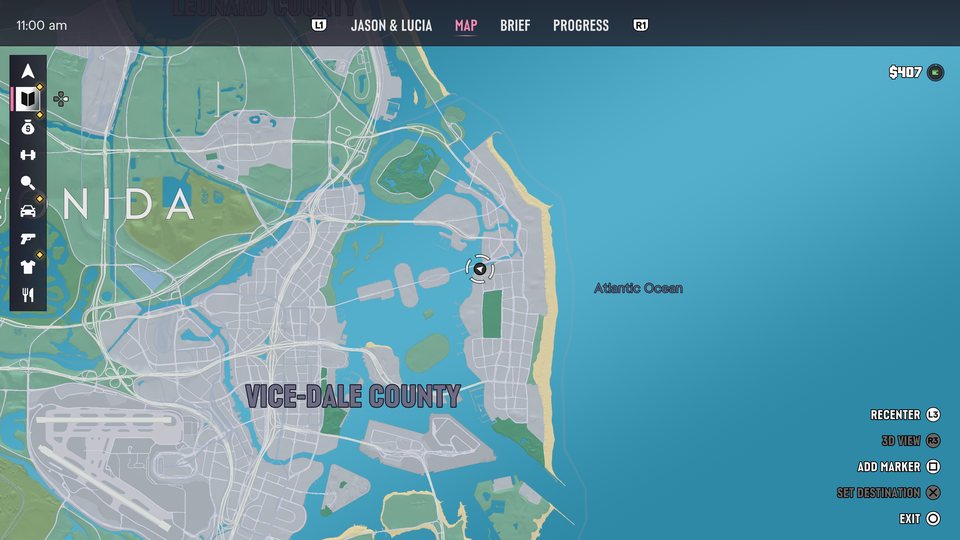 LEONARD COUNTY
11:00 am
L1 JASON & LUCIA MAP BRIEF PROGRESS R1
$407
NIDA
Atlantic Ocean
VICE-DALE COUNTY
RECENTER L3
3D VIEW R3
ADD MARKER
SET DESTINATION
EXIT